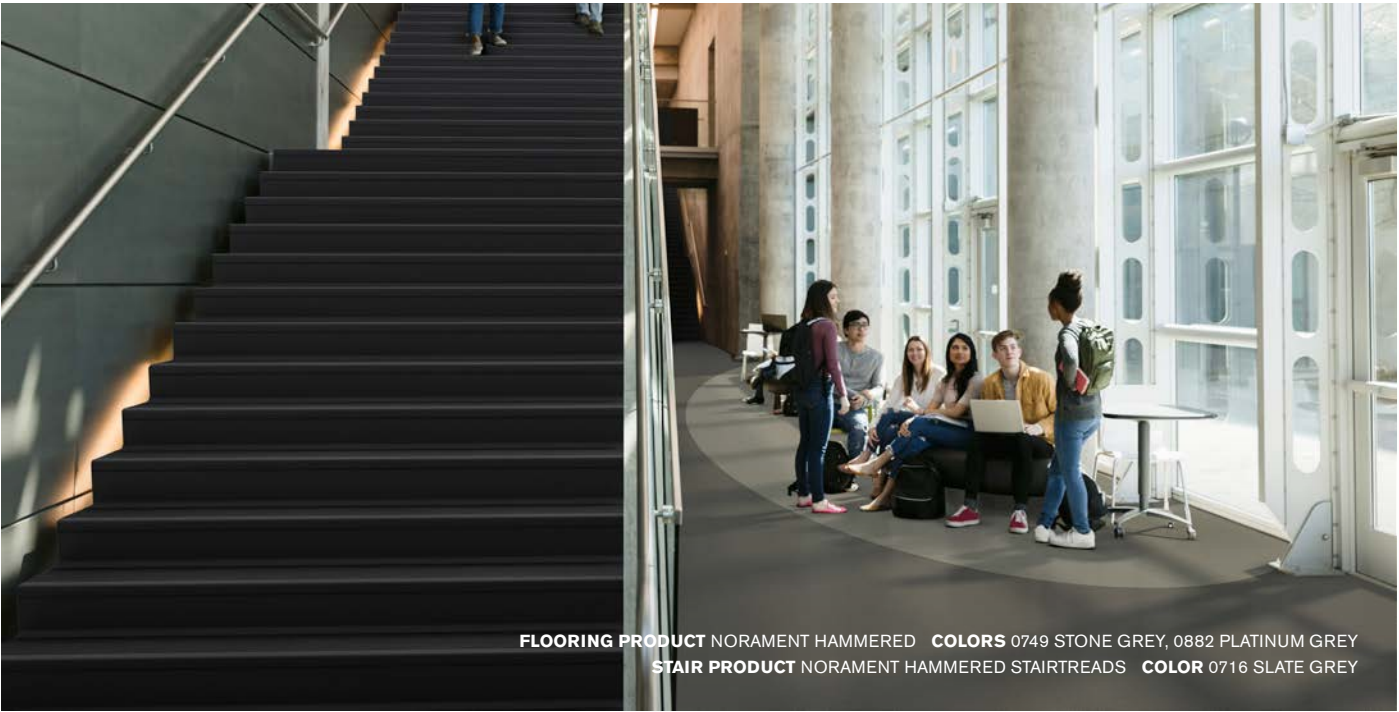 FLOORING PRODUCT NORAMENT HAMMERED COLORS 0749 STONE GREY, 0882 PLATINUM GREY
STAIR PRODUCT NORAMENT HAMMERED STAIRTREADS COLOR 0716 SLATE GREY